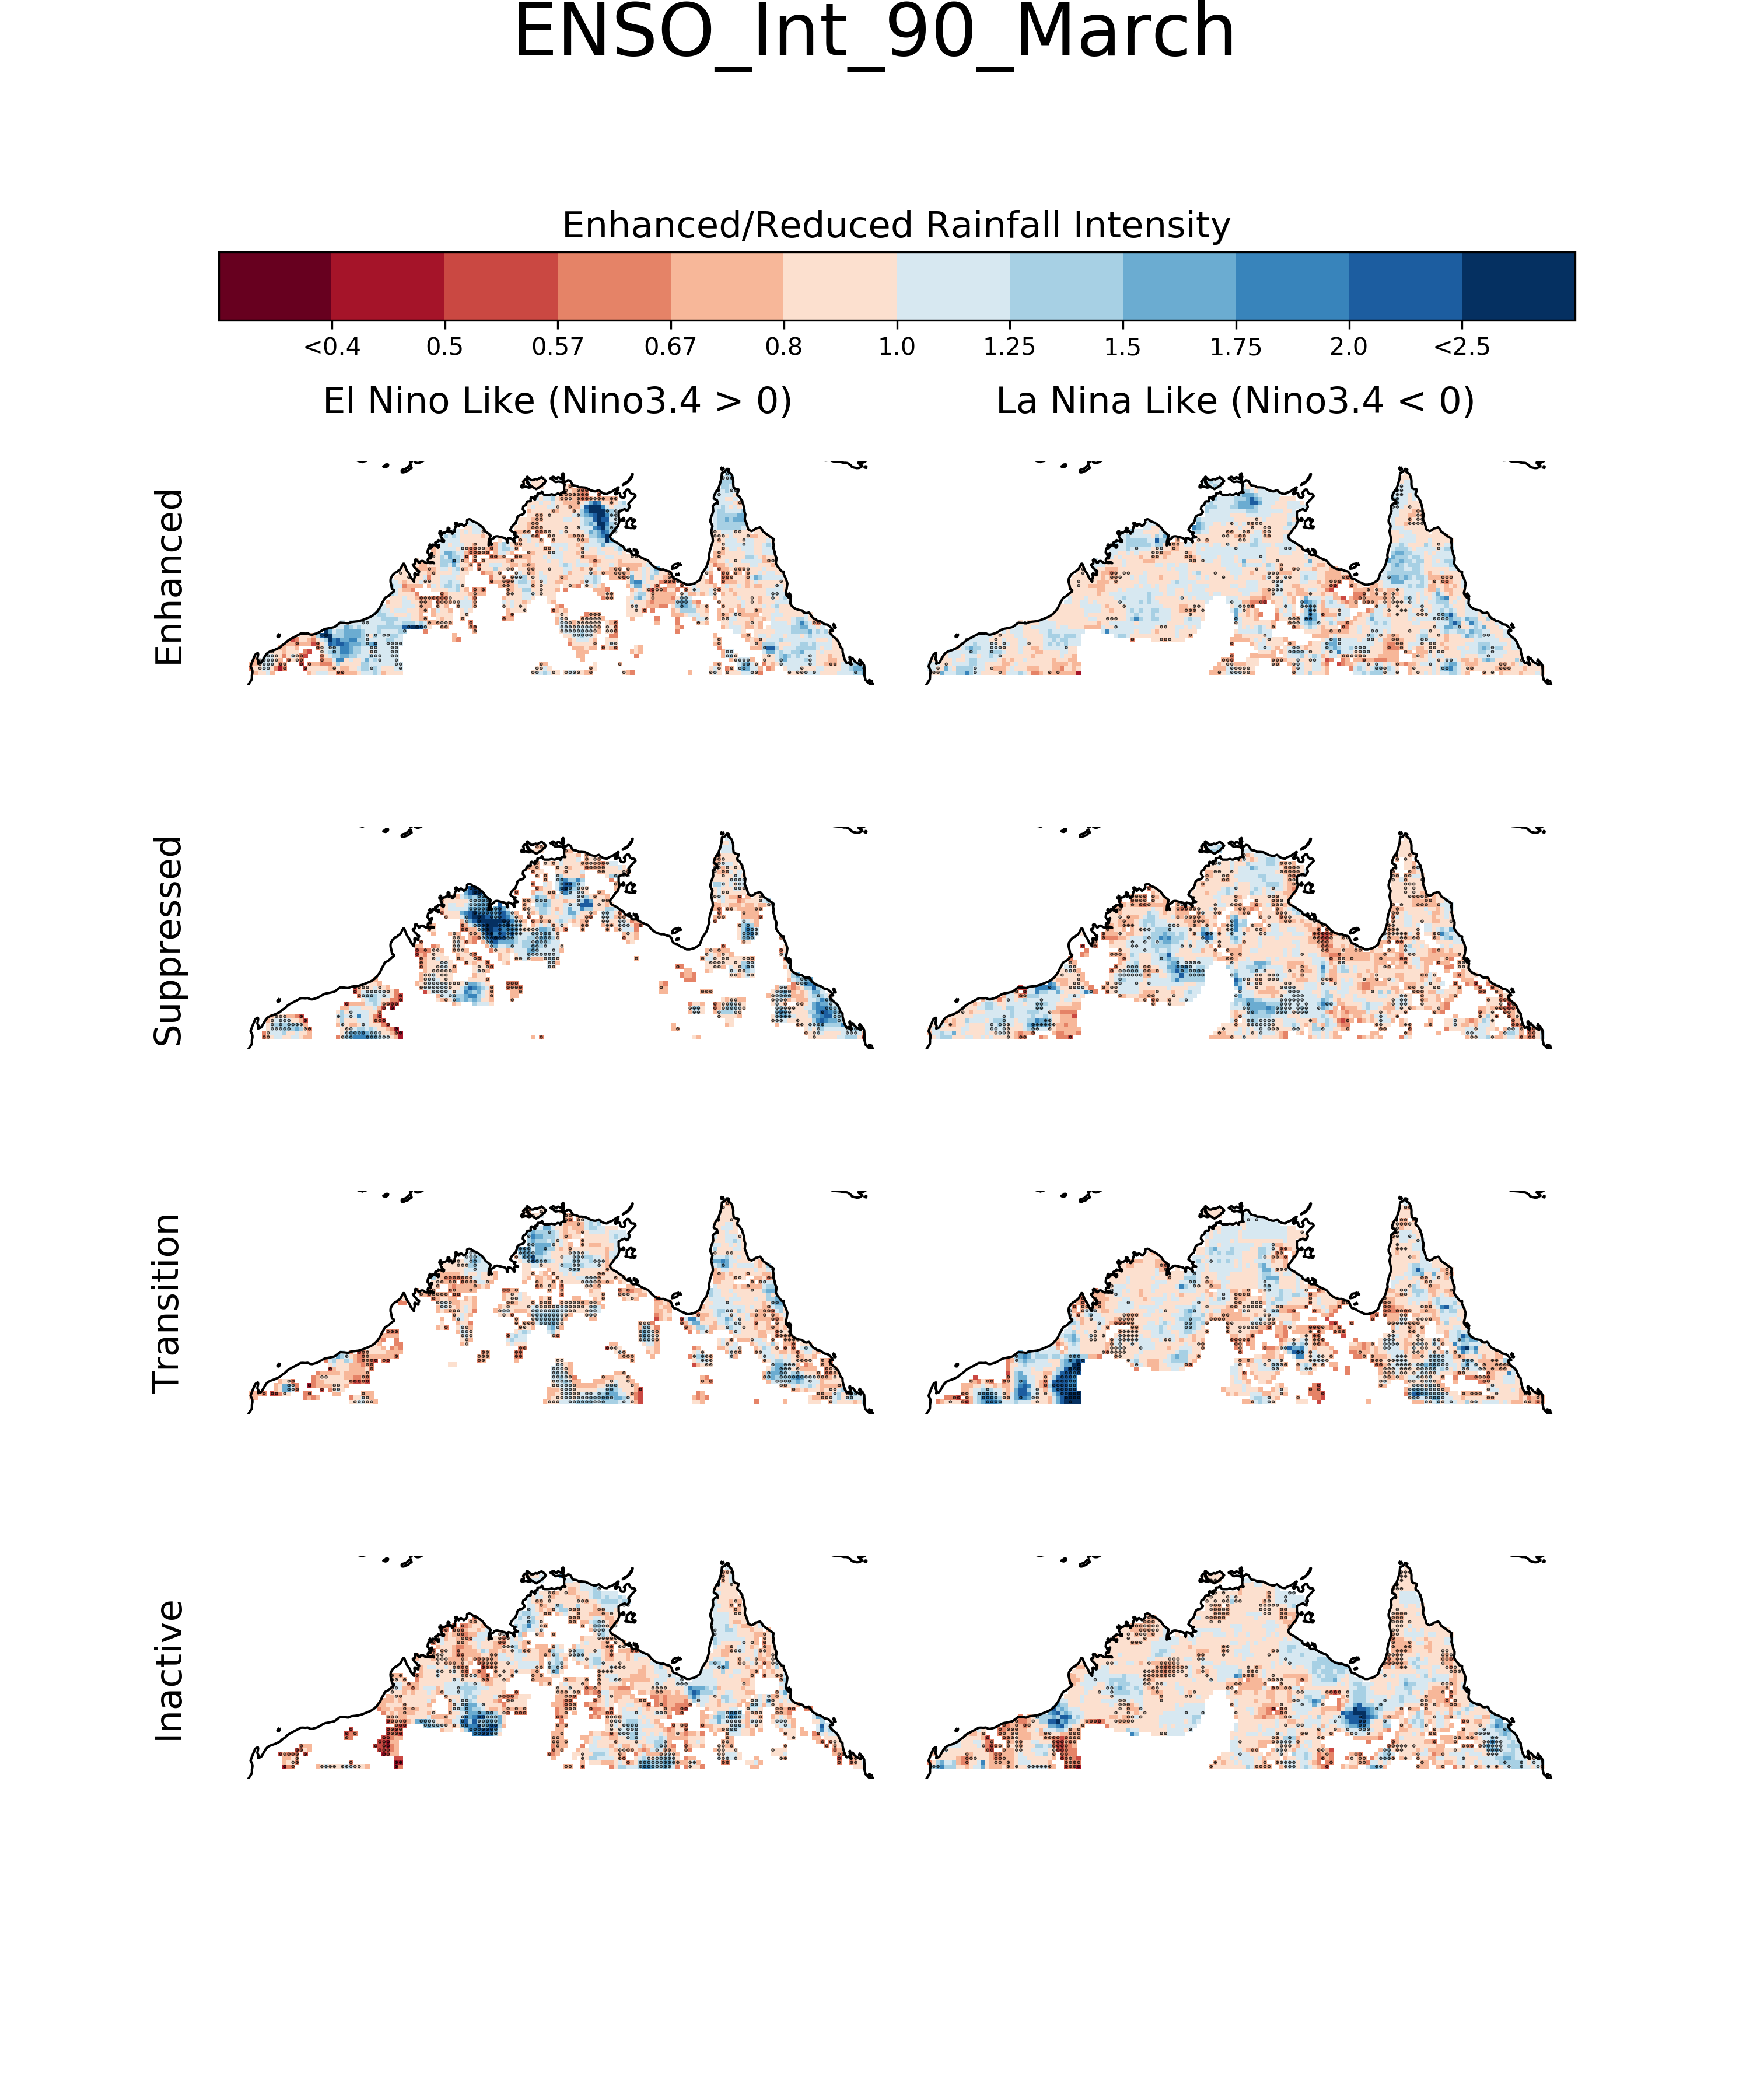 ENSO_Int_90_March
Enhanced/Reduced Rainfall Intensity
<0.4 0.5 0.57 0.67 0.8 1.0 1.25 1.5 1.75 2.0 <2.5
El Nino Like (Nino3.4 > 0) La Nina Like (Nino3.4 < 0)
Enhanced
Suppressed
Transition
Inactive